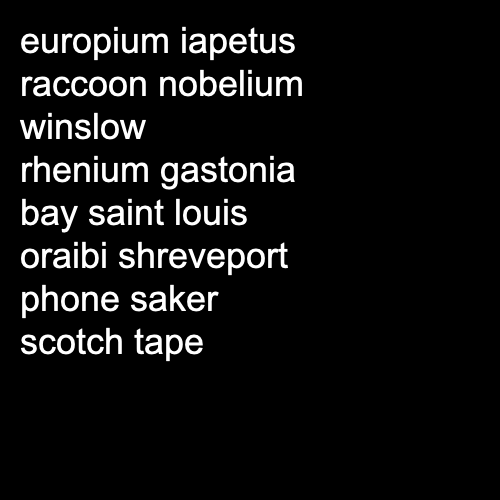 europium iapetus
raccoon nobelium
winslow
rhenium gastonia
bay saint louis
oraibi shreveport
phone saker
scotch tape